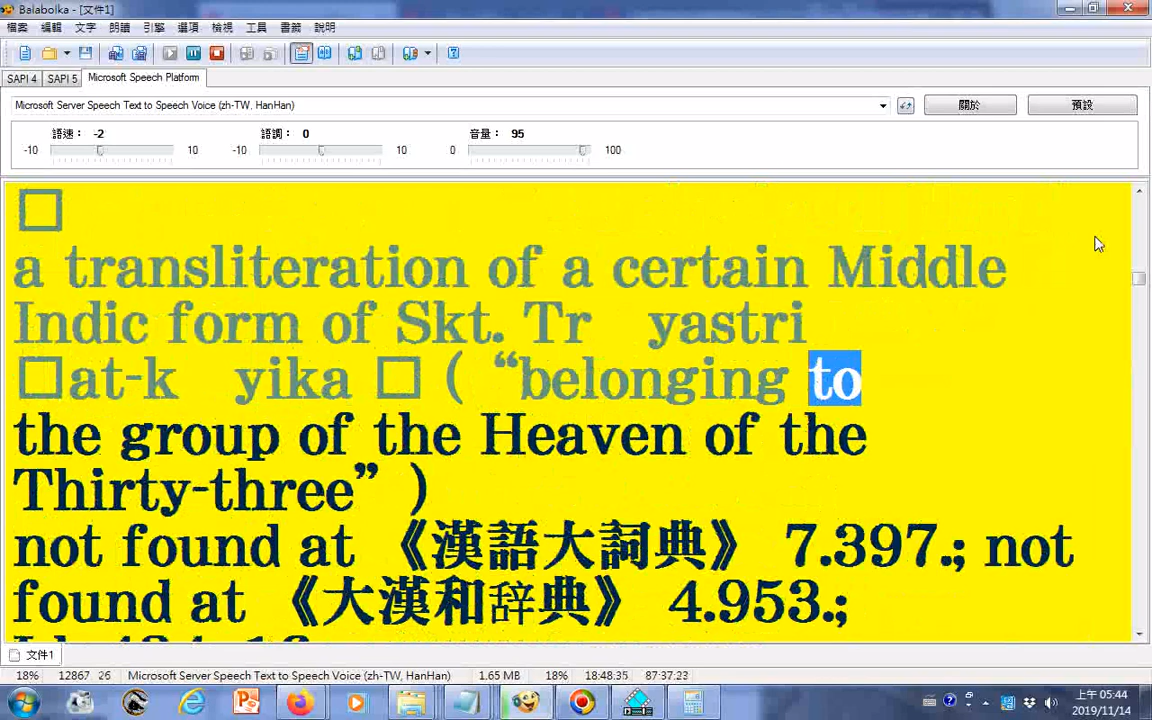 Balabolka - [文件1]
檔案 編輯 文字 朗讀 引擎 選項 檢視 工具 書籤 說明
SAPI 4 SAPI 5 Microsoft Speech Platform
Microsoft Server Speech Text to Speech Voice (zh-TW, HanHan) 關於 預設
語速： -2 語調： 0 音量： 95
-10 10 -10 10 0 100
□
a transliteration of a certain Middle
Indic form of Skt. Tr yastri
□at-k yika □ ( “belonging to
the group of the Heaven of the
Thirty-three” )
not found at 《漢語大詞典》 7.397.; not
found at 《大漢和辞典》 4.953.;
文件1
18% 12867 26 Microsoft Server Speech Text to Speech Voice (zh-TW, HanHan) 1.65 MB 18% 18:48:35 87:37:23
上午 05:44
2019/11/14